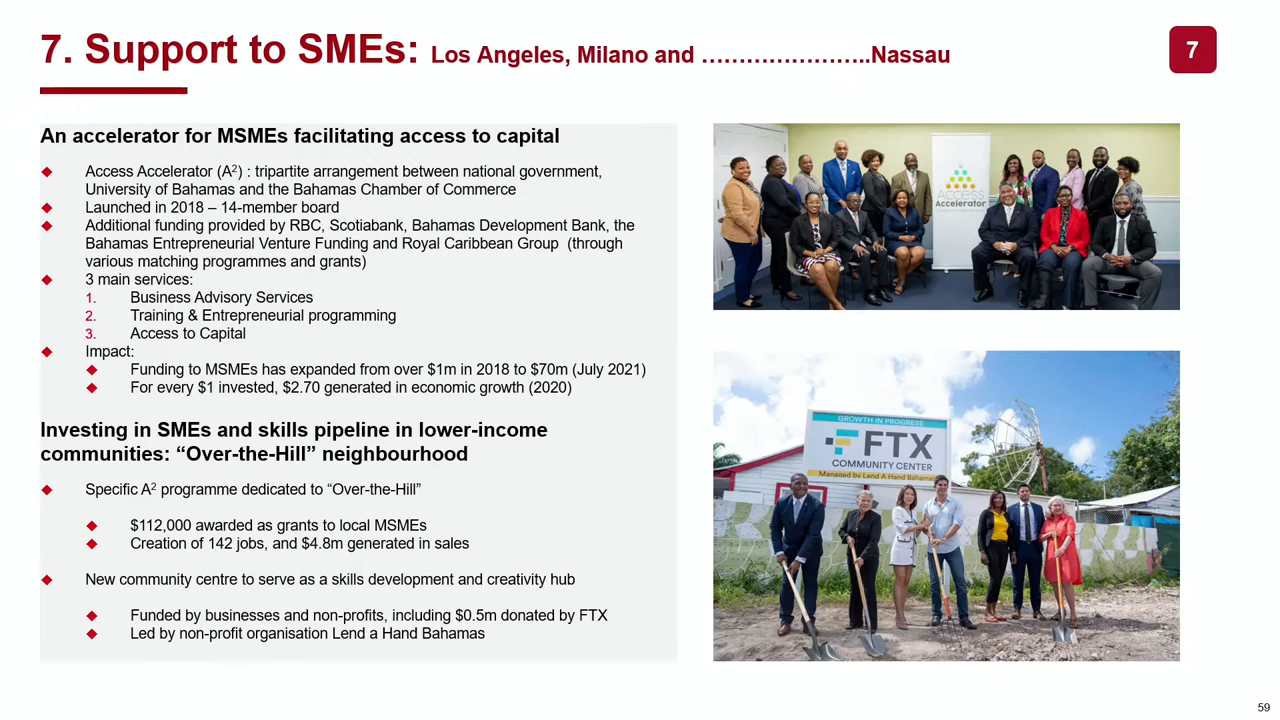 7. Support to SMEs: Los Angeles, Milano and …………………..Nassau
7
An accelerator for MSMEs facilitating access to capital
Access Accelerator (A2) : tripartite arrangement between national government,
University of Bahamas and the Bahamas Chamber of Commerce
Launched in 2018 – 14-member board
Additional funding provided by RBC, Scotiabank, Bahamas Development Bank, the
Bahamas Entrepreneurial Venture Funding and Royal Caribbean Group (through
various matching programmes and grants)
3 main services:
1. Business Advisory Services
2. Training & Entrepreneurial programming
3. Access to Capital
Impact:
Funding to MSMEs has expanded from over $1m in 2018 to $70m (July 2021)
For every $1 invested, $2.70 generated in economic growth (2020)
Investing in SMEs and skills pipeline in lower-income
communities: “Over-the-Hill” neighbourhood
Specific A2 programme dedicated to “Over-the-Hill”
$112,000 awarded as grants to local MSMEs
Creation of 142 jobs, and $4.8m generated in sales
New community centre to serve as a skills development and creativity hub
Funded by businesses and non-profits, including $0.5m donated by FTX
Led by non-profit organisation Lend a Hand Bahamas
Access
Accelerator
GROWTH IN PROGRESS
FTX
COMMUNITY CENTER
Managed by Lend A Hand Bahamas
59